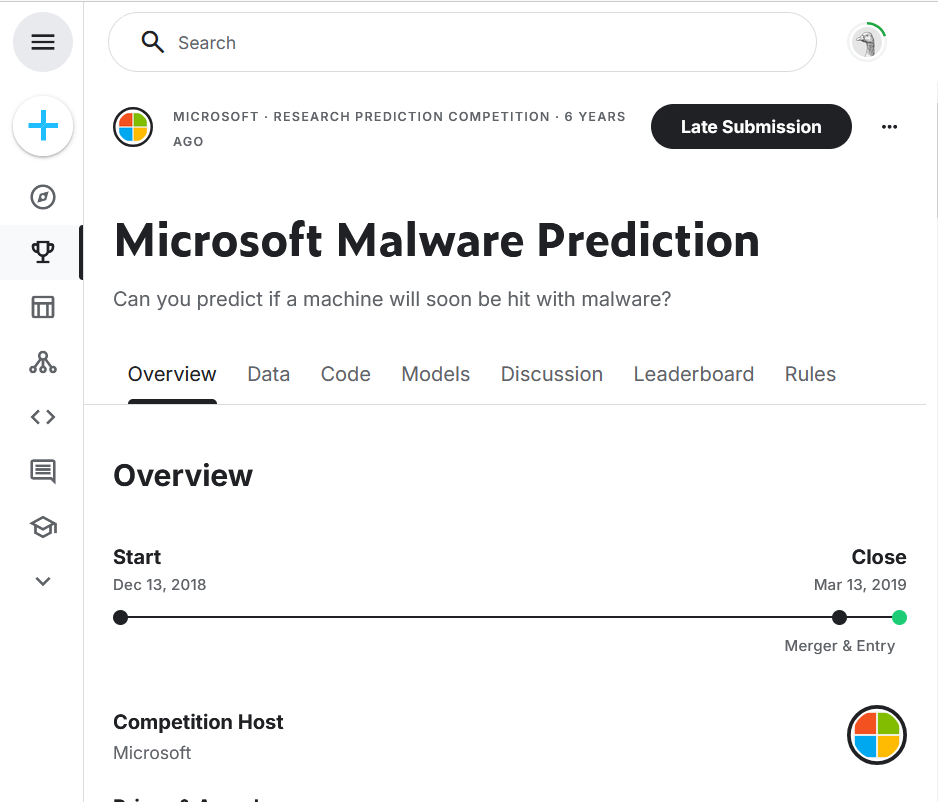 Search
MICROSOFT · RESEARCH PREDICTION COMPETITION · 6 YEARS
AGO
Late Submission
Microsoft Malware Prediction
Can you predict if a machine will soon be hit with malware?
Overview Data Code Models Discussion Leaderboard Rules
Overview
Start Close
Dec 13, 2018 Mar 13, 2019
Merger & Entry
Competition Host
Microsoft